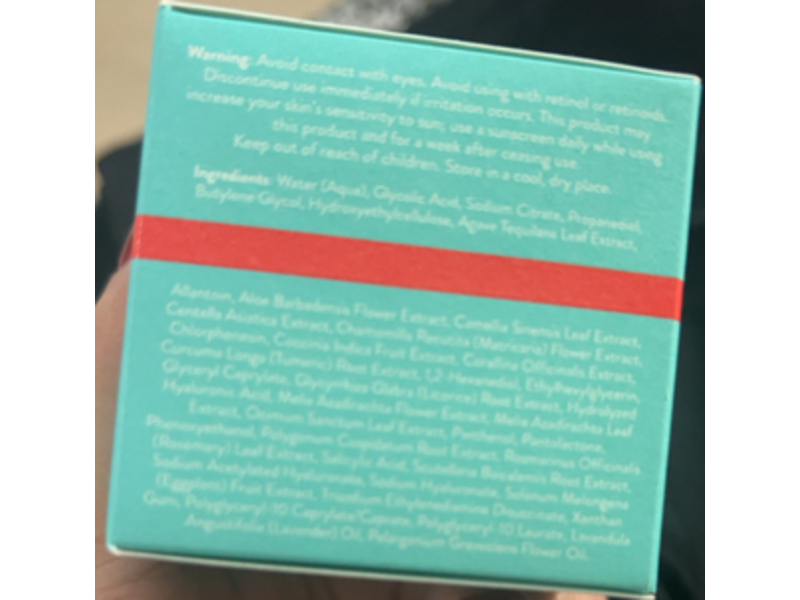 Warning: Avoid contact with eyes. Avoid using with retinol or retinoids.
Discontinue use immediately if irritation occurs. This product may
increase your skin's sensitivity to sun; use a sunscreen daily while using
this product and for a week after ceasing use.
Keep out of reach of children. Store in a cool, dry place.
Ingredients: Water (Aqua), Glycolic Acid, Sodium Citrate, Propanediol,
Butylene Glycol, Hydroxyethylcellulose, Agave Tequilana Leaf Extract,
Allantoin, Aloe Barbadensis Flower Extract, Camellia Sinensis Leaf Extract,
Centella Asiatica Extract, Chamomilla Recutita (Matricaria) Flower Extract,
Chlorphenesin, Coccinia Indica Fruit Extract, Corallina Officinalis Extract,
Curcuma Longa (Turmeric) Root Extract, 1,2-Hexanediol, Ethylhexylglycerin,
Glyceryl Caprylate, Glycyrrhiza Glabra (Licorice) Root Extract, Hydrolyzed
Hyaluronic Acid, Melia Azadirachta Flower Extract, Melia Azadirachta Leaf
Extract, Ocimum Sanctum Leaf Extract, Panthenol, Pantolactone,
Phenoxyethanol, Polygonum Cuspidatum Root Extract, Rosmarinus Officinalis
(Rosemary) Leaf Extract, Salicylic Acid, Scutellaria Baicalensis Root Extract,
Sodium Acetylated Hyaluronate, Sodium Hyaluronate, Solanum Melongena
(Eggplant) Fruit Extract, Trisodium Ethylenediamine Disuccinate, Xanthan
Gum, Polyglyceryl-10 Caprylate/Caprate, Polyglyceryl-10 Laurate, Lavandula
Angustifolia (Lavender) Oil, Pelargonium Graveolens Flower Oil.